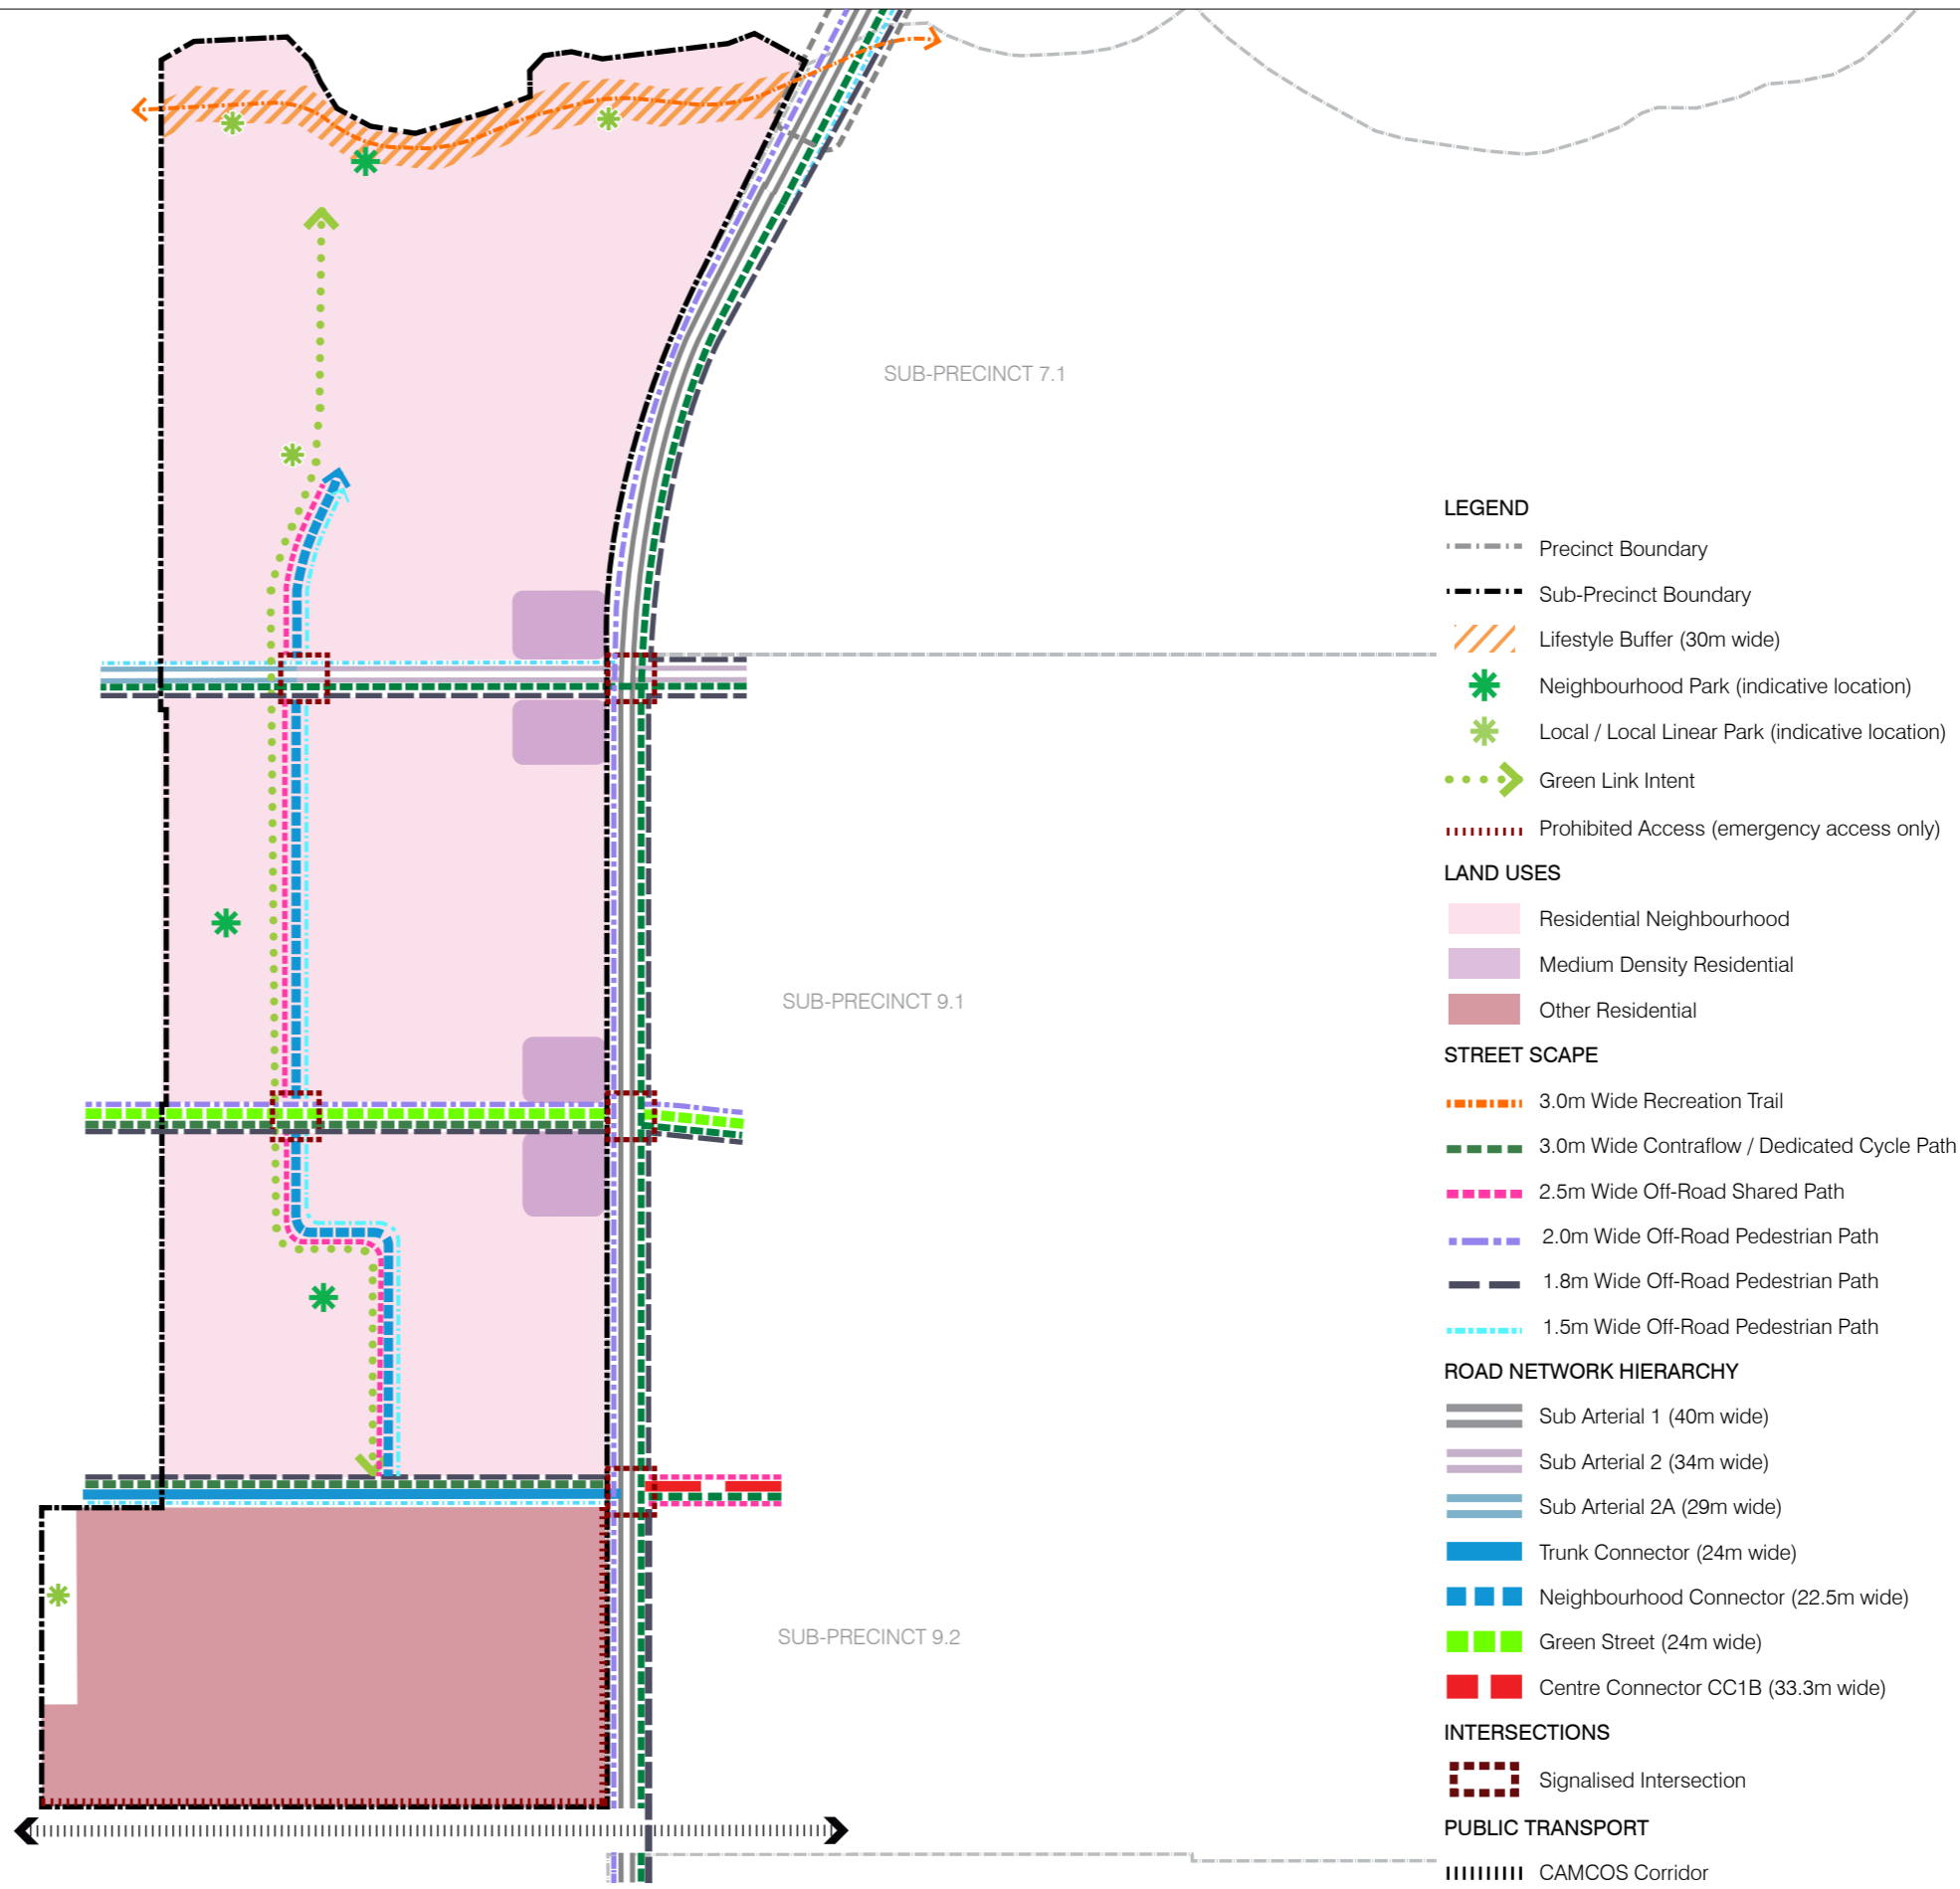 SUB-PRECINCT 7.1
SUB-PRECINCT 9.1
SUB-PRECINCT 9.2
LEGEND
Precinct Boundary
Sub-Precinct Boundary
Lifestyle Buffer (30m wide)
Neighbourhood Park (indicative location)
Local / Local Linear Park (indicative location)
Green Link Intent
Prohibited Access (emergency access only)
LAND USES
Residential Neighbourhood
Medium Density Residential
Other Residential
STREET SCAPE
3.0m Wide Recreation Trail
3.0m Wide Contraflow / Dedicated Cycle Path
2.5m Wide Off-Road Shared Path
2.0m Wide Off-Road Pedestrian Path
1.8m Wide Off-Road Pedestrian Path
1.5m Wide Off-Road Pedestrian Path
ROAD NETWORK HIERARCHY
Sub Arterial 1 (40m wide)
Sub Arterial 2 (34m wide)
Sub Arterial 2A (29m wide)
Trunk Connector (24m wide)
Neighbourhood Connector (22.5m wide)
Green Street (24m wide)
Centre Connector CC1B (33.3m wide)
INTERSECTIONS
Signalised Intersection
PUBLIC TRANSPORT
CAMCOS Corridor